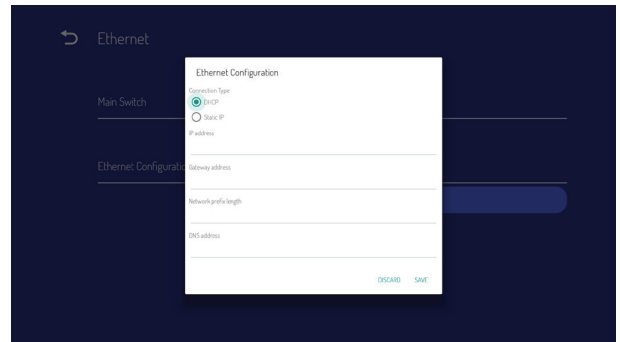 Ethernet
Ethernet Configuration
Connection Type
Main Switch
DHCP
Static IP
IP address
Ethernet Configuratio
Gateway address
Network prefix length
DNS address
DISCARD SAVE